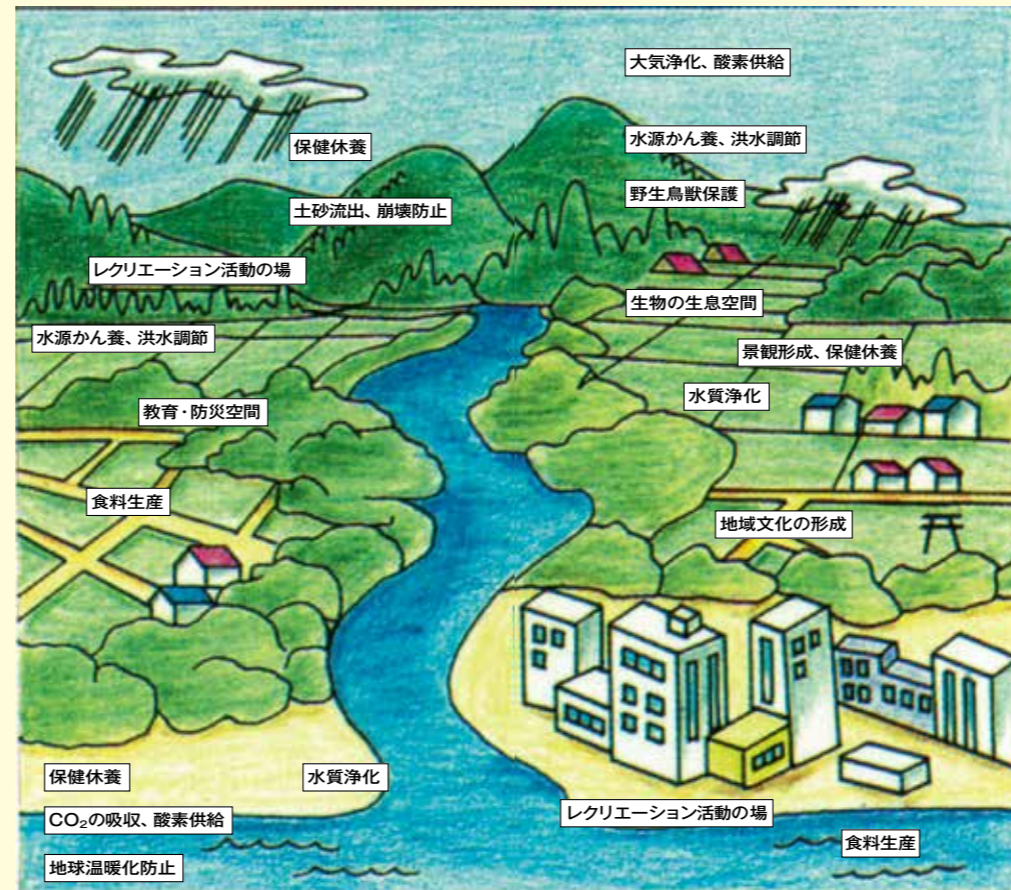 大気浄化、酸素供給
保健休養
水源かん養、洪水調節
野生鳥獣保護
土砂流出、崩壊防止
レクリエーション活動の場
生物の生息空間
水源かん養、洪水調節
景観形成、保健休養
水質浄化
教育・防災空間
食料生産
地域文化の形成
保健休養
水質浄化
レクリエーション活動の場
CO₂の吸収、酸素供給
食料生産
地球温暖化防止